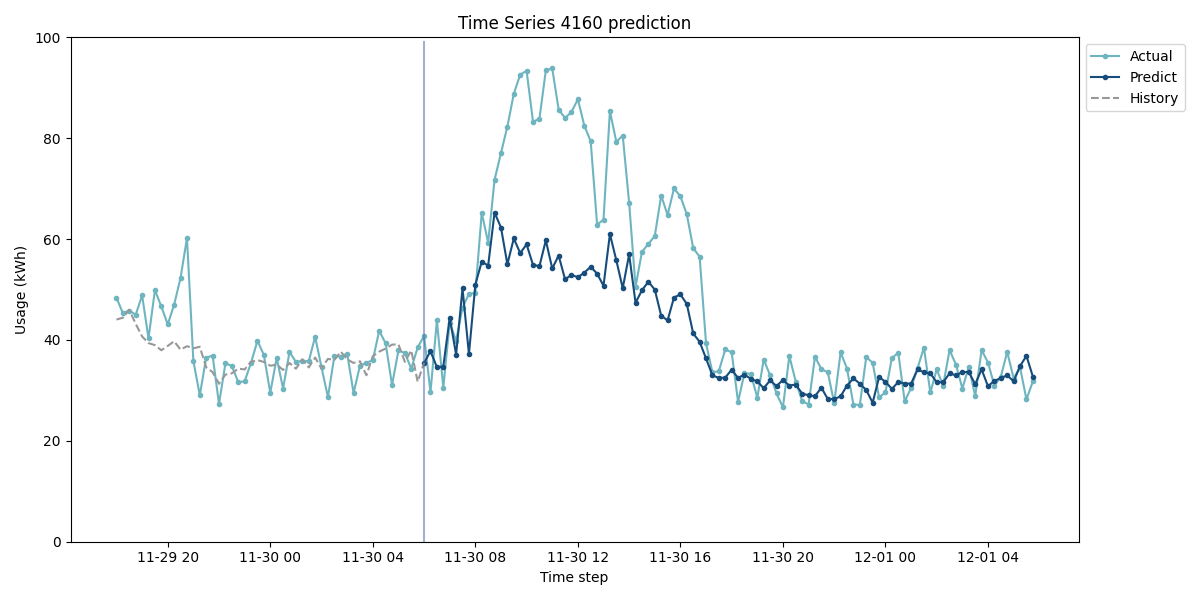 Time Series 4160 prediction
Actual
Predict
History
Usage (kWh)
100
80
60
40
20
0
11-29 20
11-30 00
11-30 04
11-30 08
11-30 12
11-30 16
11-30 20
12-01 00
12-01 04
Time step